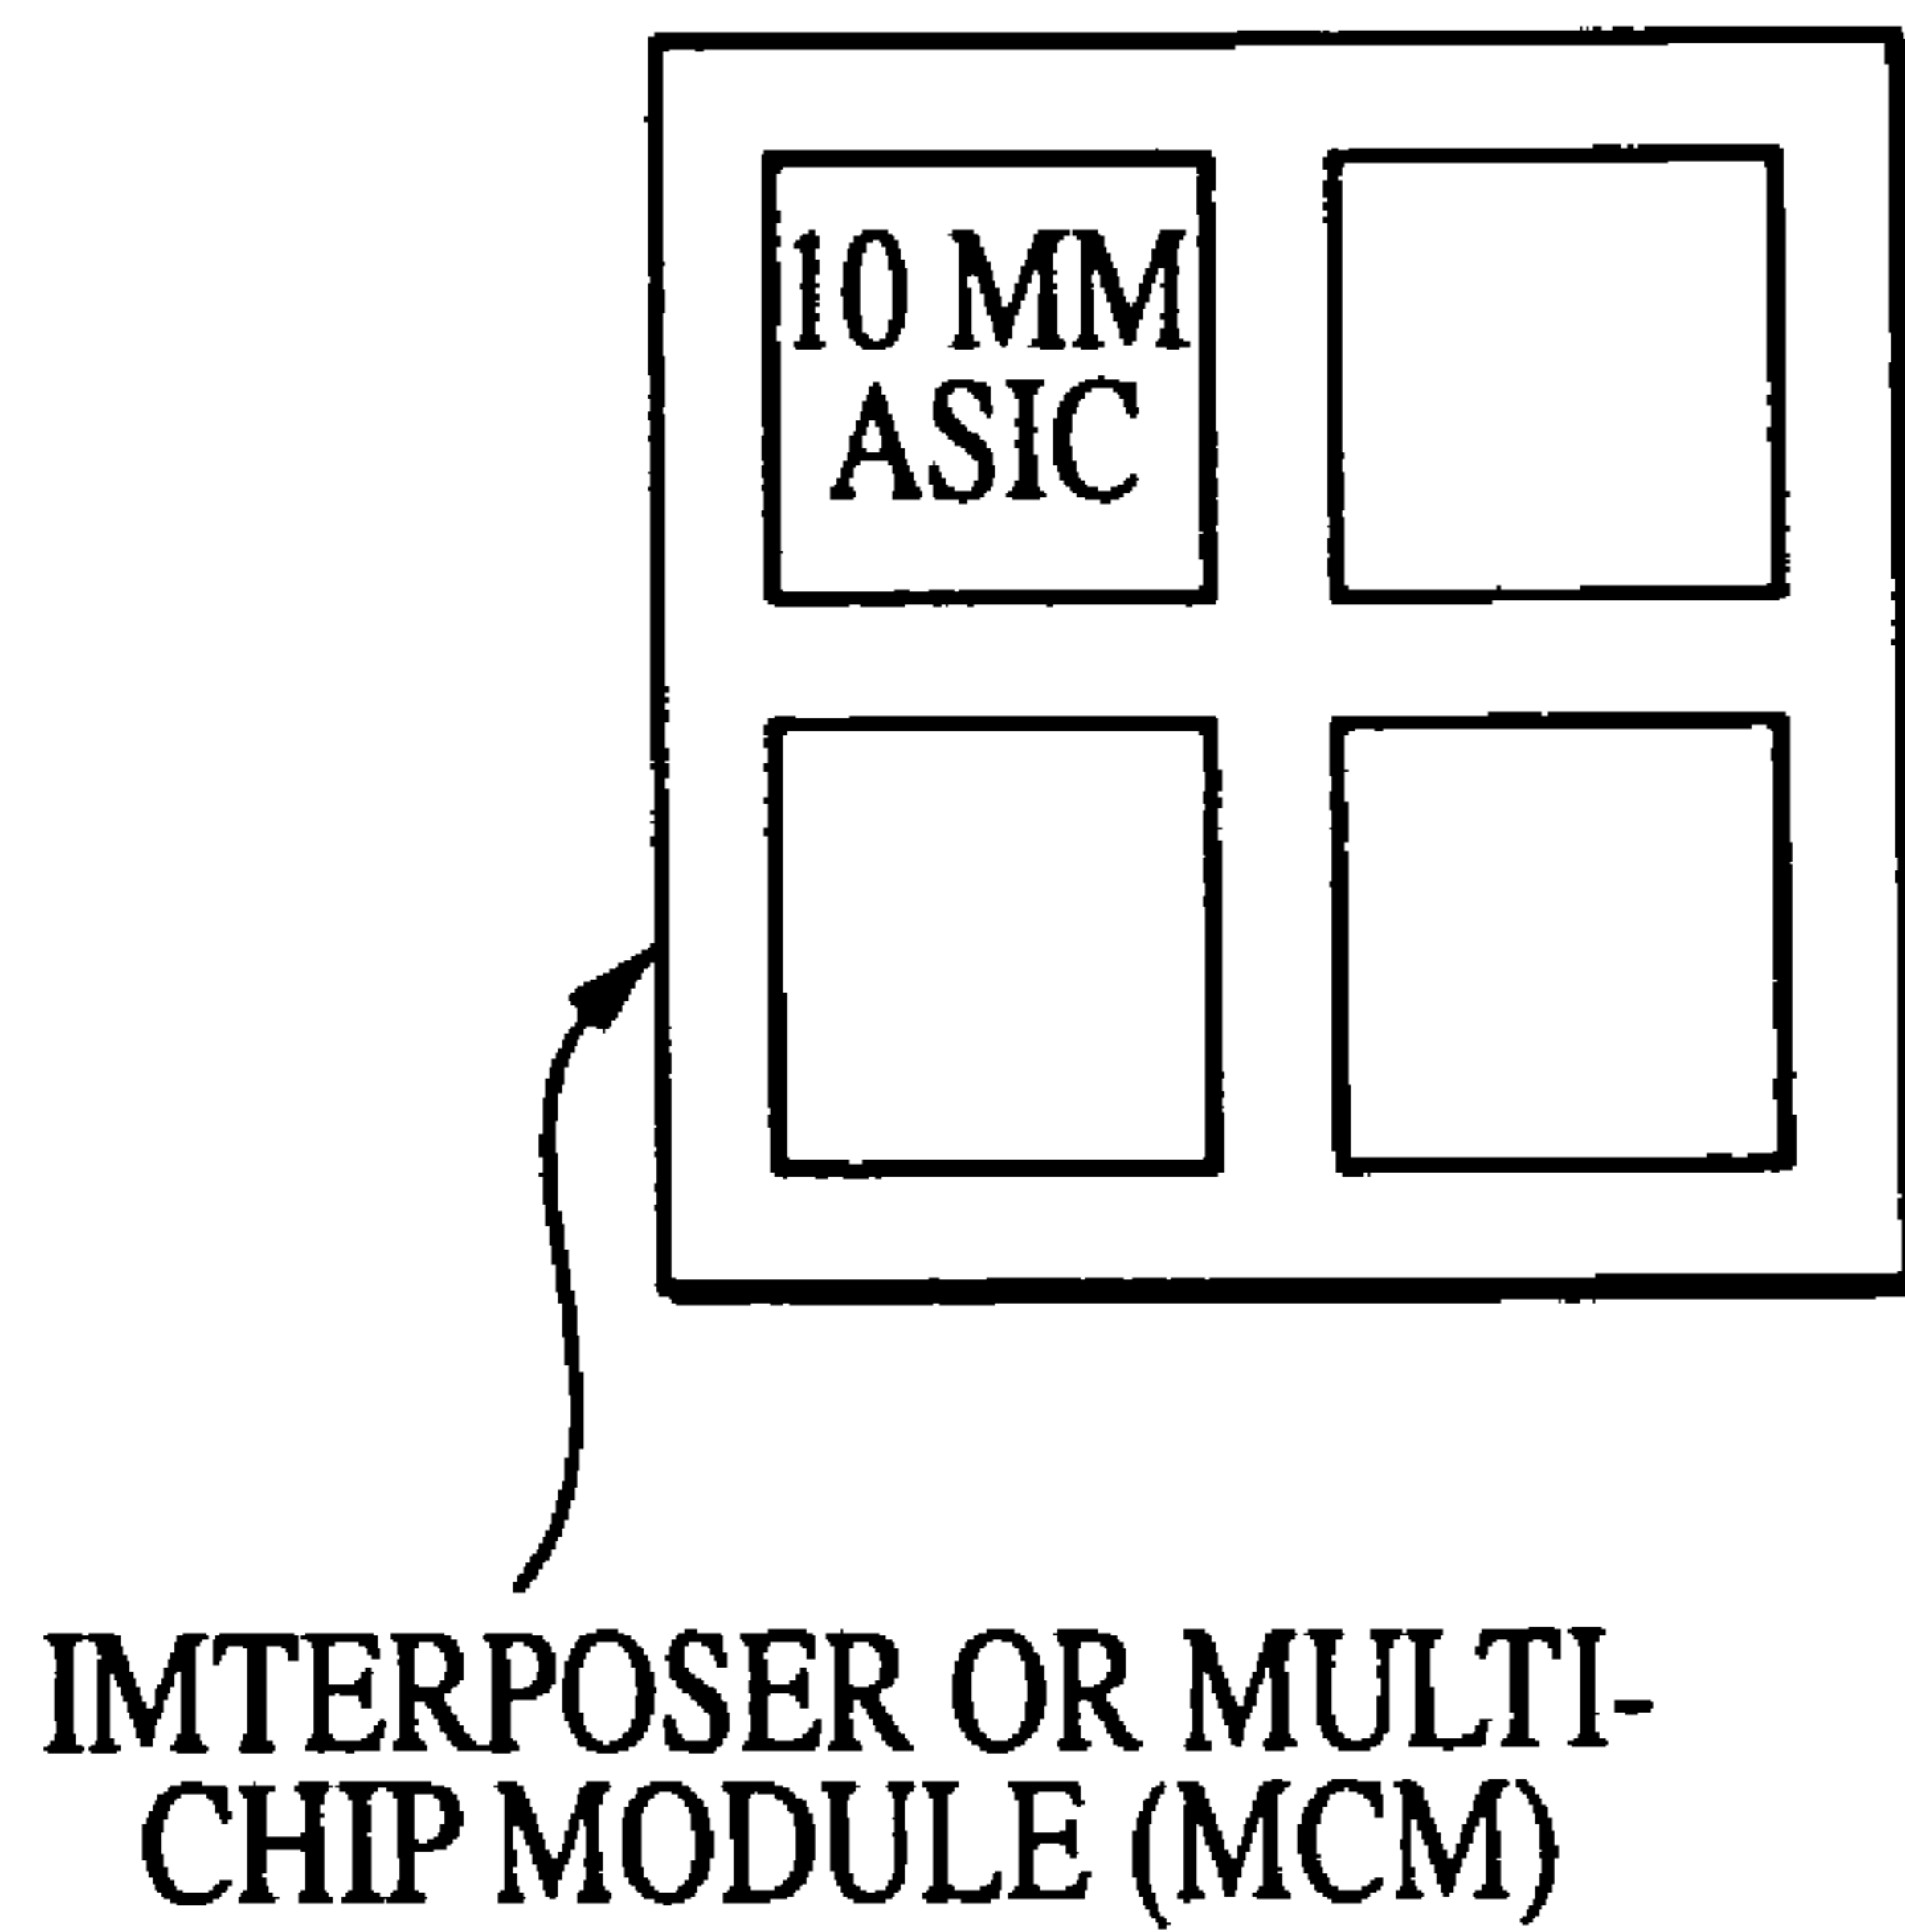 10 MM
ASIC
IMTERPOSER OR MULTI-
CHIP MODULE (MCM)